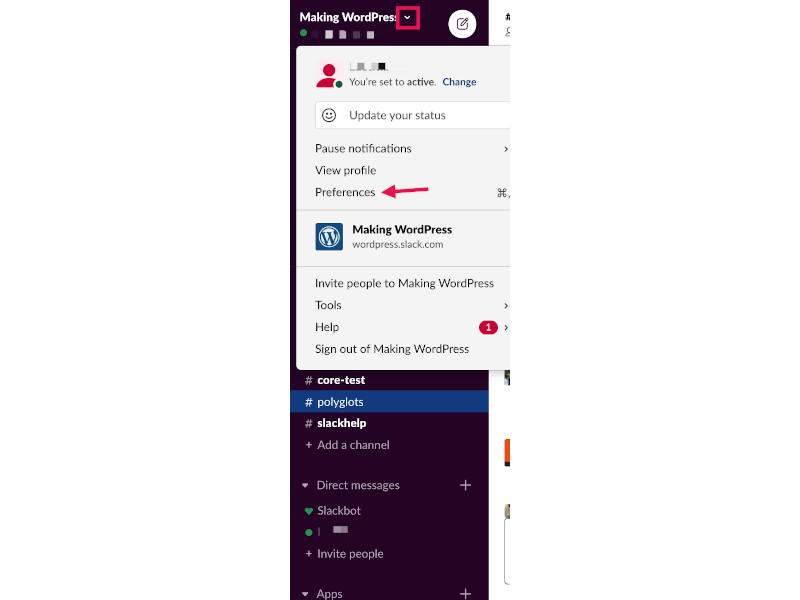 Making WordPress
You're set to active. Change
Update your status
Pause notifications
View profile
Preferences
⌘,
Making WordPress
wordpress.slack.com
Invite people to Making WordPress
Tools
Help
1
Sign out of Making WordPress
# core-test
# polyglots
# slackhelp
+ Add a channel
Direct messages +
Slackbot
+ Invite people
Apps +